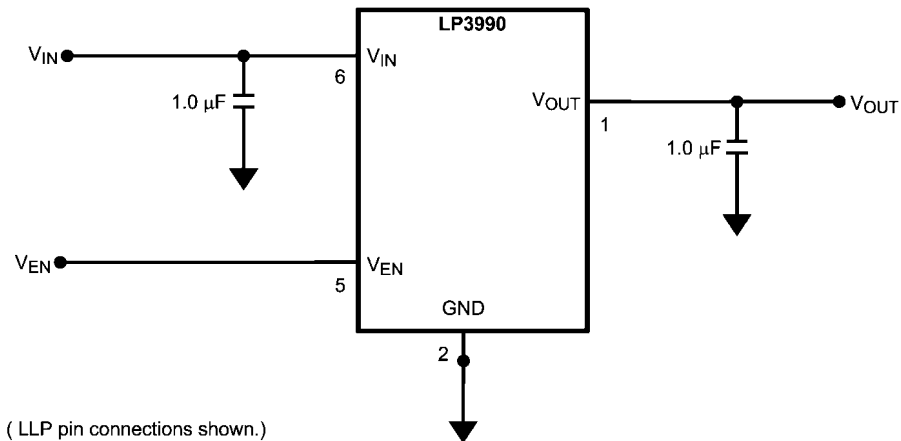 LP3990
VIN
VIN
6
1.0 μF
VOUT
VOUT
1
1.0 μF
VEN
VEN
5
GND
2
( LLP pin connections shown.)